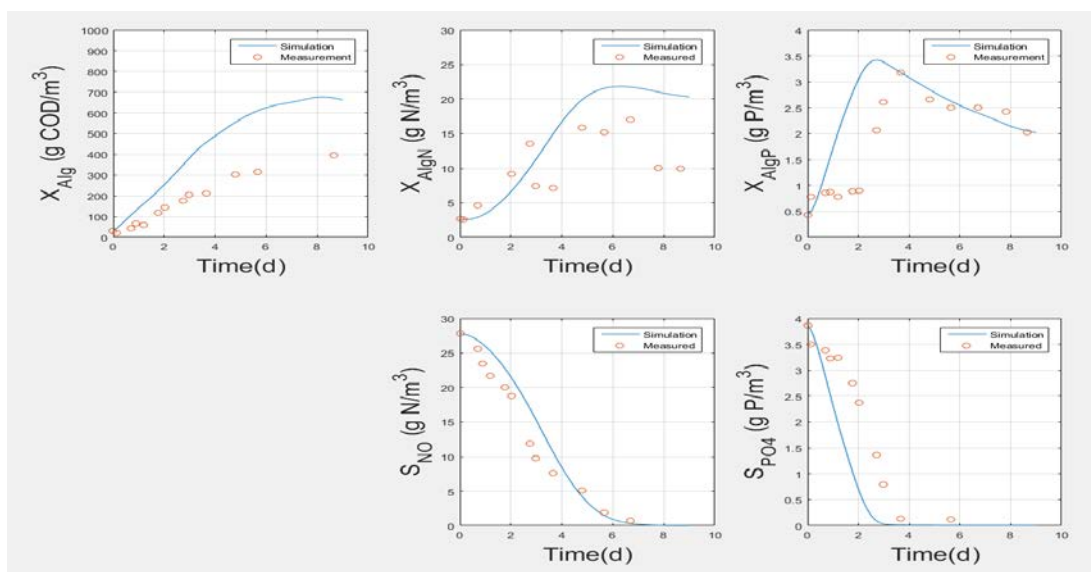 X_Alg (g COD/m^3)
1000
900
800
700
600
500
400
300
200
100
0
0 2 4 6 8 10
Time(d)
Simulation
Measurement
X_AlgN (g N/m^3)
30
25
20
15
10
5
0
0 2 4 6 8 10
Time(d)
Simulation
Measured
X_AlgP (g P/m^3)
4
3.5
3
2.5
2
1.5
1
0.5
0
0 2 4 6 8 10
Time(d)
Simulation
Measurement
S_NO (g N/m^3)
30
25
20
15
10
5
0
0 2 4 6 8 10
Time(d)
Simulation
Measured
S_PO4 (g P/m^3)
4
3.5
3
2.5
2
1.5
1
0.5
0
0 2 4 6 8 10
Time(d)
Simulation
Measured